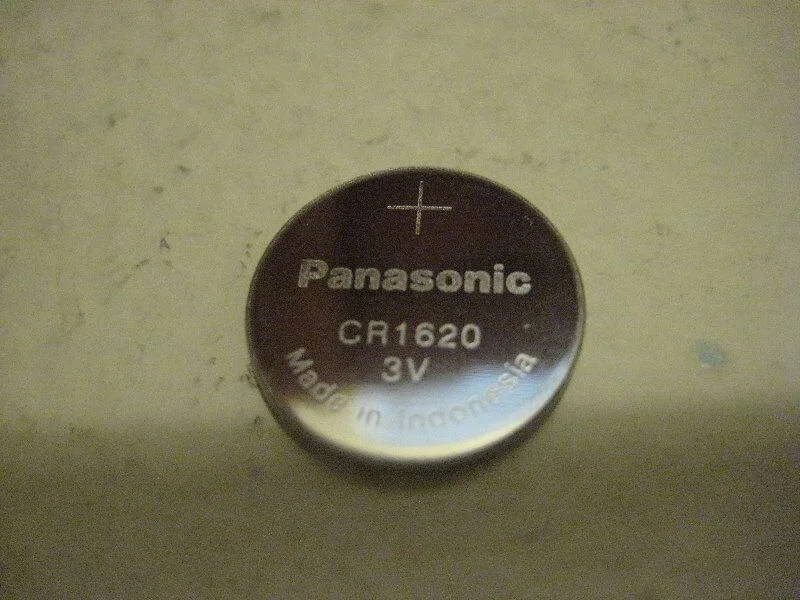 +
Panasonic
CR1620
3V
Made in Indonesia